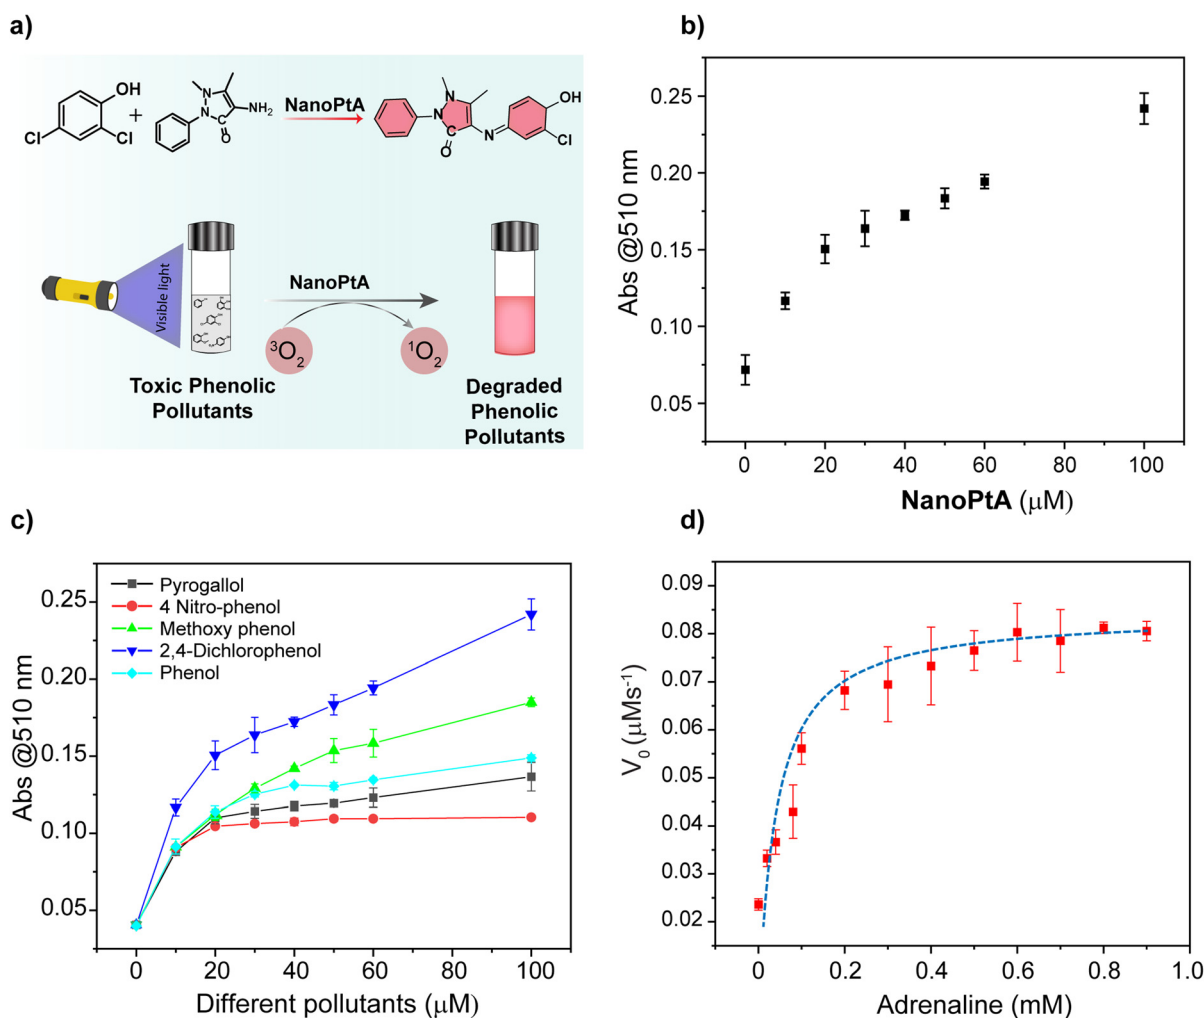 a)
OH
Cl
Cl
+
N
N
O
NH2
NanoPtA
N
N
C
O
N
OH
Cl
Visible light
NanoPtA
³O₂
¹O₂
Toxic Phenolic
Pollutants
Degraded
Phenolic
Pollutants
b)
Abs @510 nm
0.25
0.20
0.15
0.10
0.05
0 20 40 60 80 100
NanoPtA (μM)
c)
Abs @510 nm
0.25
0.20
0.15
0.10
0.05
Pyrogallol
4 Nitro-phenol
Methoxy phenol
2,4-Dichlorophenol
Phenol
0 20 40 60 80 100
Different pollutants (μM)
d)
V₀ (μMs⁻¹)
0.09
0.08
0.07
0.06
0.05
0.04
0.03
0.02
0 0.2 0.4 0.6 0.8 1.0
Adrenaline (mM)